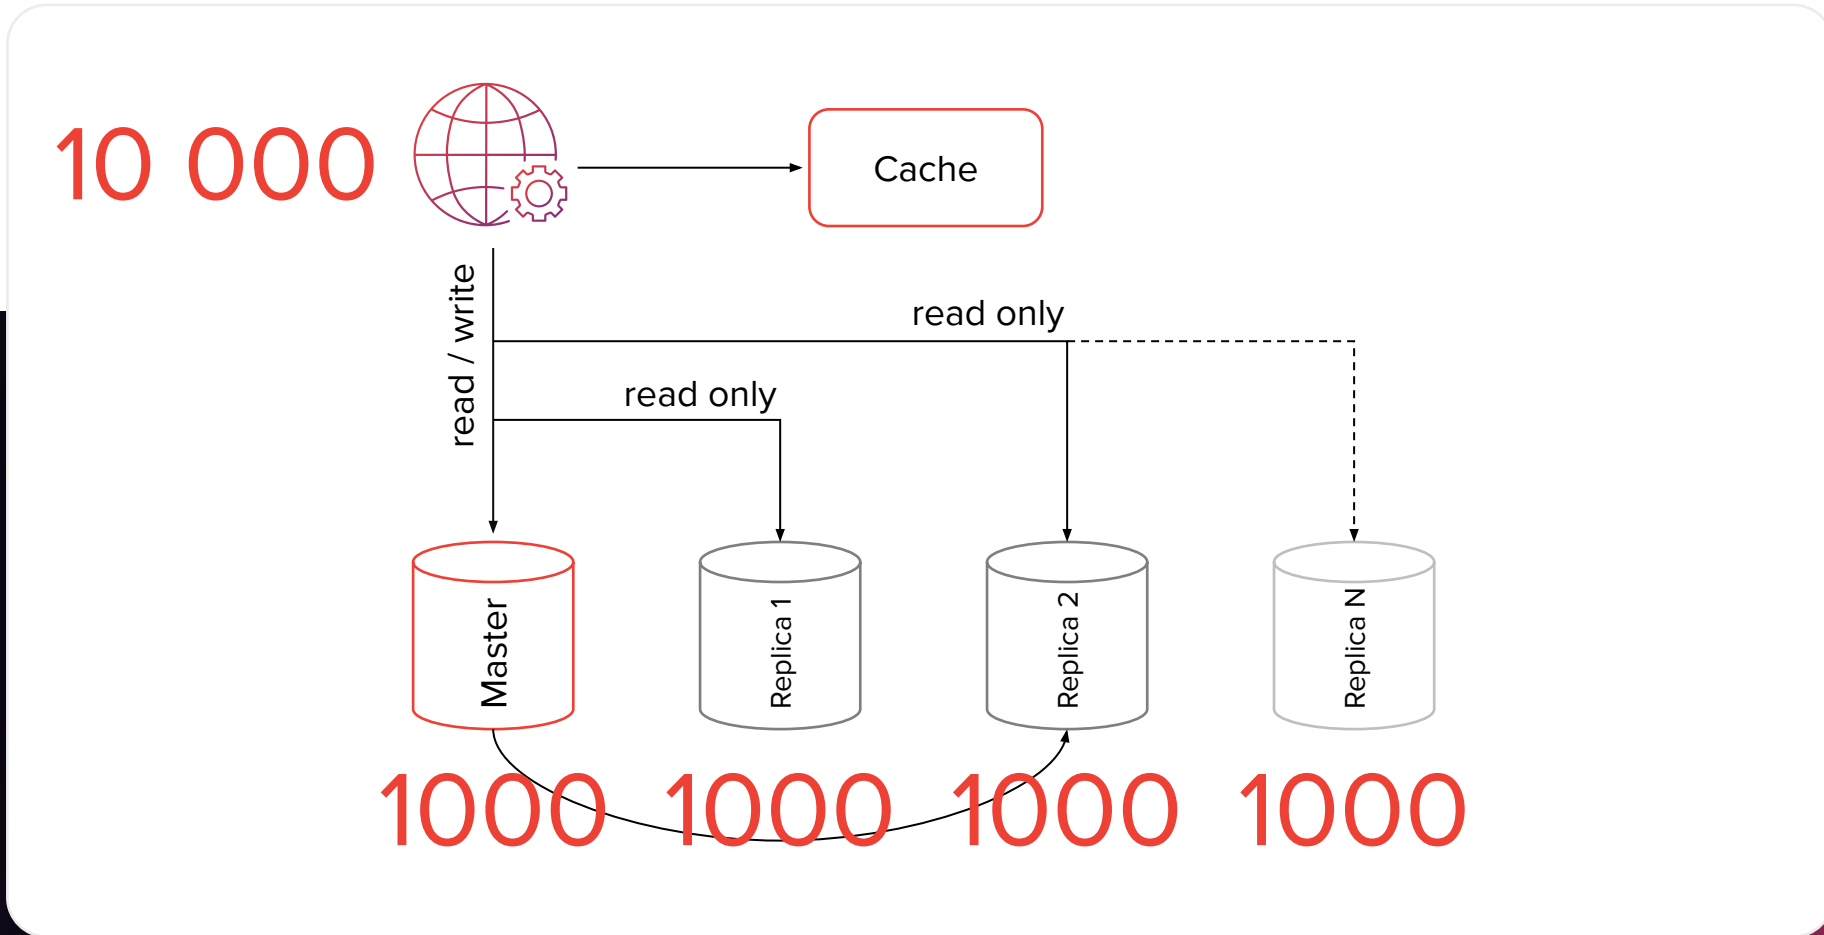 10 000
Cache
read / write
read only
read only
Master
Replica 1
Replica 2
Replica N
1000
1000
1000
1000